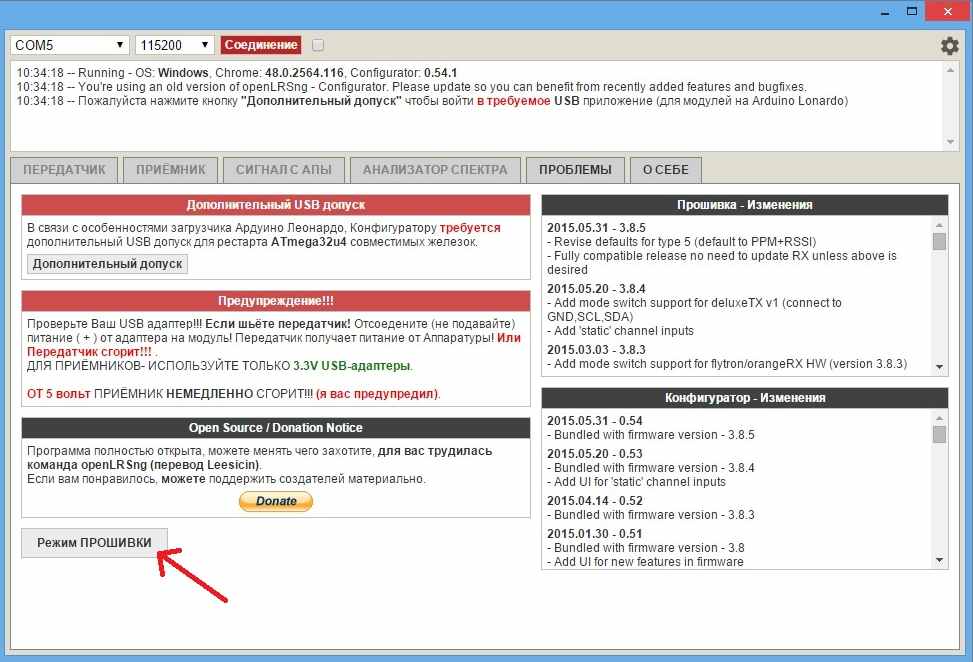 COM5 115200 Соединение
10:34:18 -- Running - OS: Windows, Chrome: 48.0.2564.116, Configurator: 0.54.1
10:34:18 -- You're using an old version of openLRSng - Configurator. Please update so you can benefit from recently added features and bugfixes.
10:34:18 -- Пожалуйста нажмите кнопку "Дополнительный допуск" чтобы войти в требуемое USB приложение (для модулей на Arduino Lonardo)
ПЕРЕДАТЧИК ПРИЁМНИК СИГНАЛ С АПЫ АНАЛИЗАТОР СПЕКТРА ПРОБЛЕМЫ О СЕБЕ
Дополнительный USB допуск
В связи с особенностями загрузчика Ардуино Леонардо, Конфигуратору требуется
дополнительный USB допуск для рестарта ATmega32u4 совместимых железок.
Дополнительный допуск
Предупреждение!!!
Проверьте Ваш USB адаптер!!! Если шьёте передатчик! Отсоедените (не подавайте)
питание ( + ) от адаптера на модуль! Передатчик получает питание от Аппаратуры! Или
Передатчик сгорит!!! .
ДЛЯ ПРИЁМНИКОВ- ИСПОЛЬЗУЙТЕ ТОЛЬКО 3.3V USB-адаптеры.
ОТ 5 вольт ПРИЁМНИК НЕМЕДЛЕННО СГОРИТ!!! (я вас предупредил).
Open Source / Donation Notice
Программа полностью открыта, можете менять чего захотите, для вас трудилась
команда openLRSng (перевод Leesicin).
Если вам понравилось, можете поддержить создателей материально.
Donate
Режим ПРОШИВКИ
Прошивка - Изменения
2015.05.31 - 3.8.5
- Revise defaults for type 5 (default to PPM+RSSI)
- Fully compatible release no need to update RX unless above is
desired
2015.05.20 - 3.8.4
- Add mode switch support for deluxeTX v1 (connect to
GND,SCL,SDA)
- Add 'static' channel inputs
2015.03.03 - 3.8.3
- Add mode switch support for flytron/orangeRX HW (version 3.8.3)
Конфигуратор - Изменения
2015.05.31 - 0.54
- Bundled with firmware version - 3.8.5
2015.05.20 - 0.53
- Bundled with firmware version - 3.8.4
- Add UI for 'static' channel inputs
2015.04.14 - 0.52
- Bundled with firmware version - 3.8.3
2015.01.30 - 0.51
- Bundled with firmware version - 3.8
- Add UI for new features in firmware